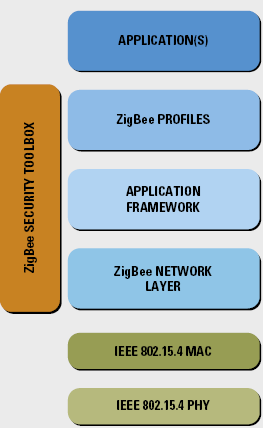 APPLICATION(S)
ZigBee PROFILES
APPLICATION
FRAMEWORK
ZigBee NETWORK
LAYER
IEEE 802.15.4 MAC
IEEE 802.15.4 PHY
ZigBee SECURITY TOOLBOX